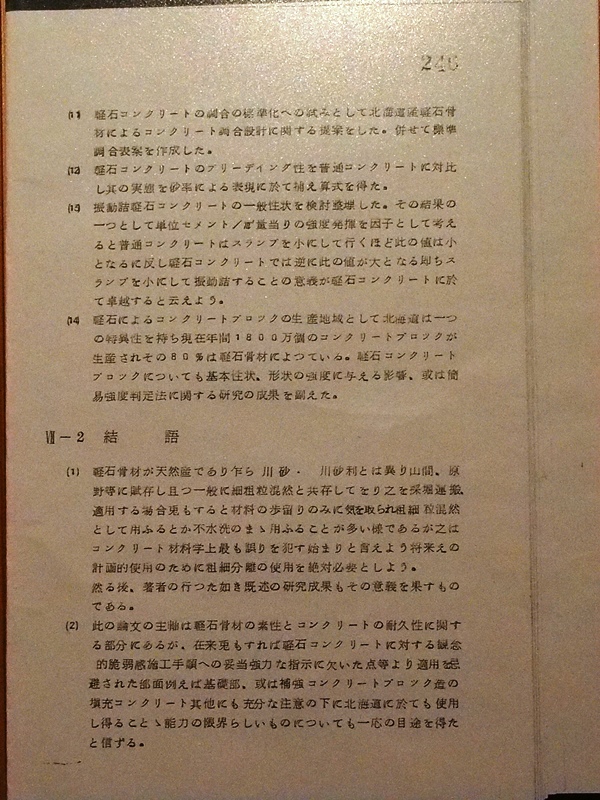 246
(11) 軽石コンクリートの調合の標準化への試みとして北海道産軽石骨
材によるコンクリート調合設計に関する提案をした。併せて標準
調合表案を作成した。
(12) 軽石コンクリートのブリーディング性を普通コンクリートに対比
し其の実態を砂率による表現に於て補え算式を得た。
(13) 振動詰軽石コンクリートの一般性状を検討整理した。その結果の
一つとして単位セメント/重量当りの強度発揮を因子として考え
ると普通コンクリートはスランプを小にして行くほど此の値は小
となるに反し軽石コンクリートでは逆に此の値が大となる即ちス
ランプを小にして振動詰することの意義が軽石コンクリートに於
て卓越すると云えよう。
(14) 軽石によるコンクリートブロックの生産地域として北海道は一つ
の特異性を持ち現在年間1800万個のコンクリートブロックが
生産されその80%は軽石骨材によつている。軽石コンクリート
ブロックについても基本性状、形状の強度に与える影響、或は簡
易強度判定法に関する研究の成果を副えた。
Ⅶ-2 結 語
(1) 軽石骨材が天然産であり乍ら川砂・川砂利とは異り山間、原
野等に賦存し且つ一般に細粗粒混然と共存してをり之を採堀運搬
適用する場合兎もすると材料の歩留りのみに気を取られ粗細粒混然
として用ふるとか不水洗のまゝ用ふることが多い様であるが之は
コンクリート材料学上最も誤りを犯す始まりと言えよう将来えの
計画的使用のために粗細分離の使用を絶対必要としよう。
然る後、著者の行つた如き既述の研究成果もその意義を果すもの
である。
(2) 此の論文の主軸は軽石骨材の素性とコンクリートの耐久性に関す
る部分にあるが、在来兎もすれば軽石コンクリートに対する観念
的脆弱感施工手順への妥当強力な指示に欠いた点等より適用を忌
避された部面例えば基礎部、或は補強コンクリートブロック造の
填充コンクリート其他にも充分な注意の下に北海道に於ても使用
し得ることゝ能力の限界らしいものについても一応の目途を得た
と信ずる。